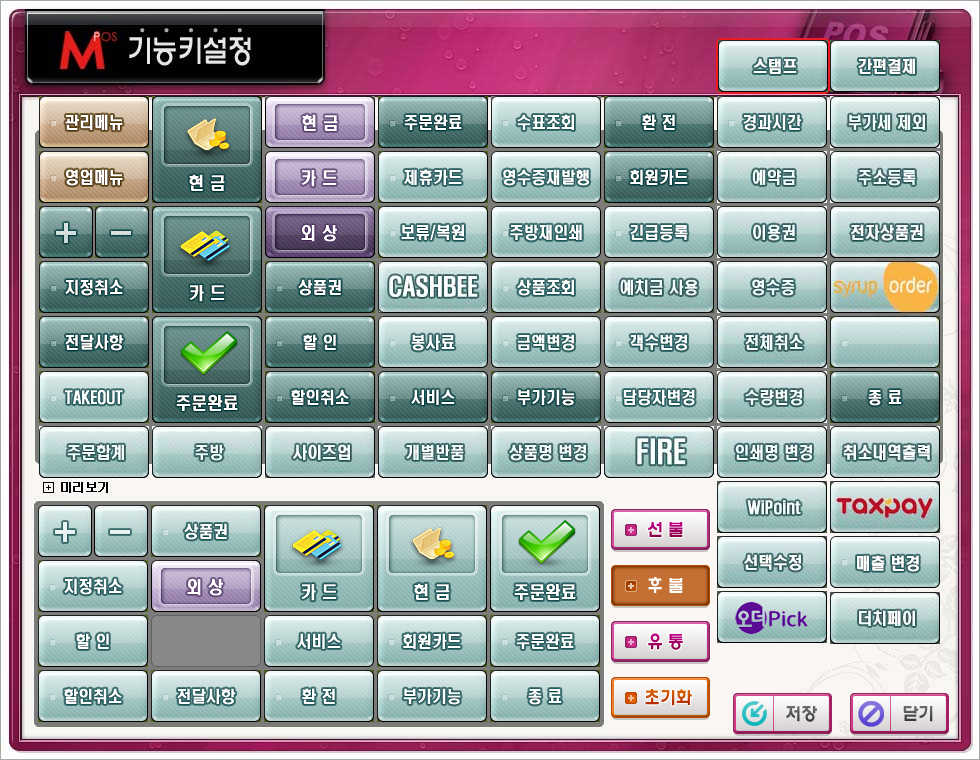 MPOS 기능키설정
POS
스탬프 간편결제
관리메뉴 현 금 주문완료 수표조회 환 전 경과시간 부가세 제외
현 금
영업메뉴 카 드 제휴카드 영수증재발행 회원카드 예약금 주소등록
+ - 외 상 보류/복원 주방재인쇄 긴급등록 이용권 전자상품권
카 드
지정취소 상품권 CASHBEE 상품조회 예치금 사용 영수증 syrup order
전달사항 할 인 봉사료 금액변경 객수변경 전체취소
주문완료
TAKEOUT 할인취소 서비스 부가기능 담당자변경 수량변경 종 료
주문합계 주방 사이즈업 개별반품 상품명 변경 FIRE 인쇄명 변경 취소내역출력
미리보기
WiPoint Taxpay
+ - 상품권 선 불
카 드 현 금 주문완료
선택수정 매출 변경
지정취소 외 상 후 불
오더Pick 더치페이
할 인 서비스 회원카드 주문완료 유 통
할인취소 전달사항 환 전 부가기능 종 료 초기화
저장 닫기